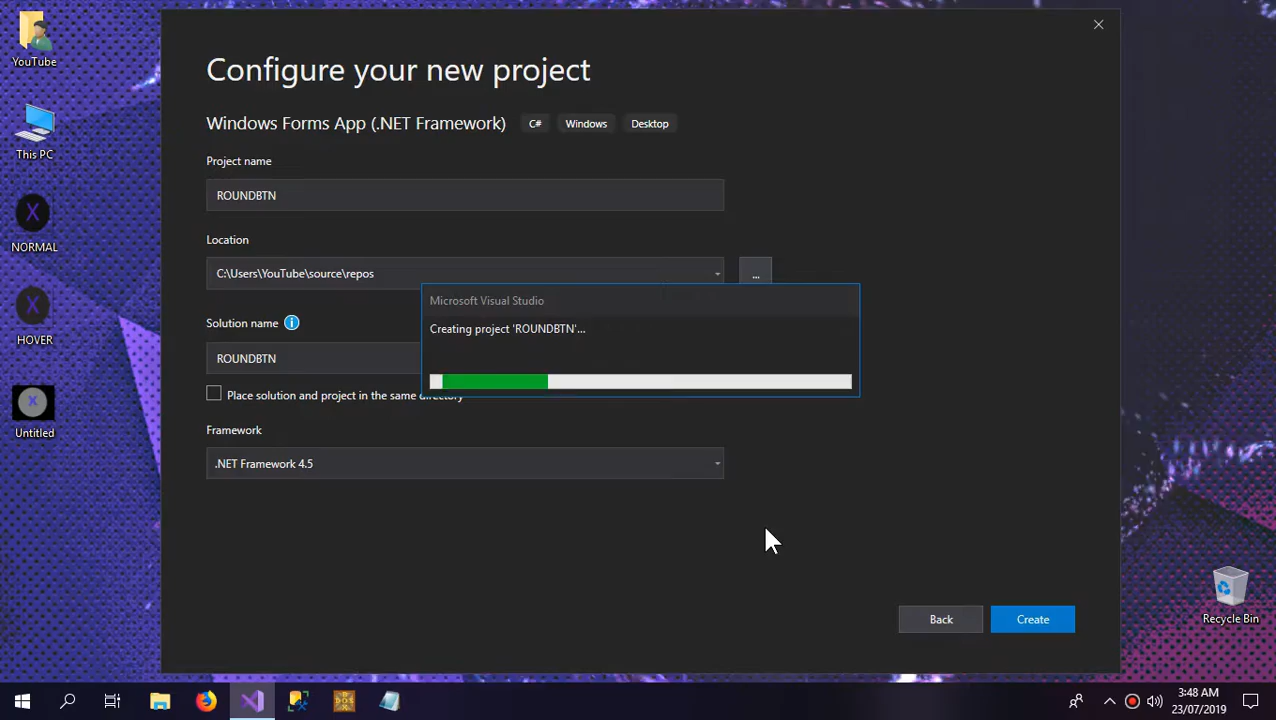 YouTube
This PC
X
NORMAL
X
HOVER
X
Untitled
Configure your new project
Windows Forms App (.NET Framework) C# Windows Desktop
Project name
ROUNDBTN
Location
C:\Users\YouTube\source\repos
...
Solution name i
ROUNDBTN
Place solution and project in the same directory
Microsoft Visual Studio
Creating project 'ROUNDBTN'...
Framework
.NET Framework 4.5
Back Create
Recycle Bin
DOS
3:48 AM
23/07/2019